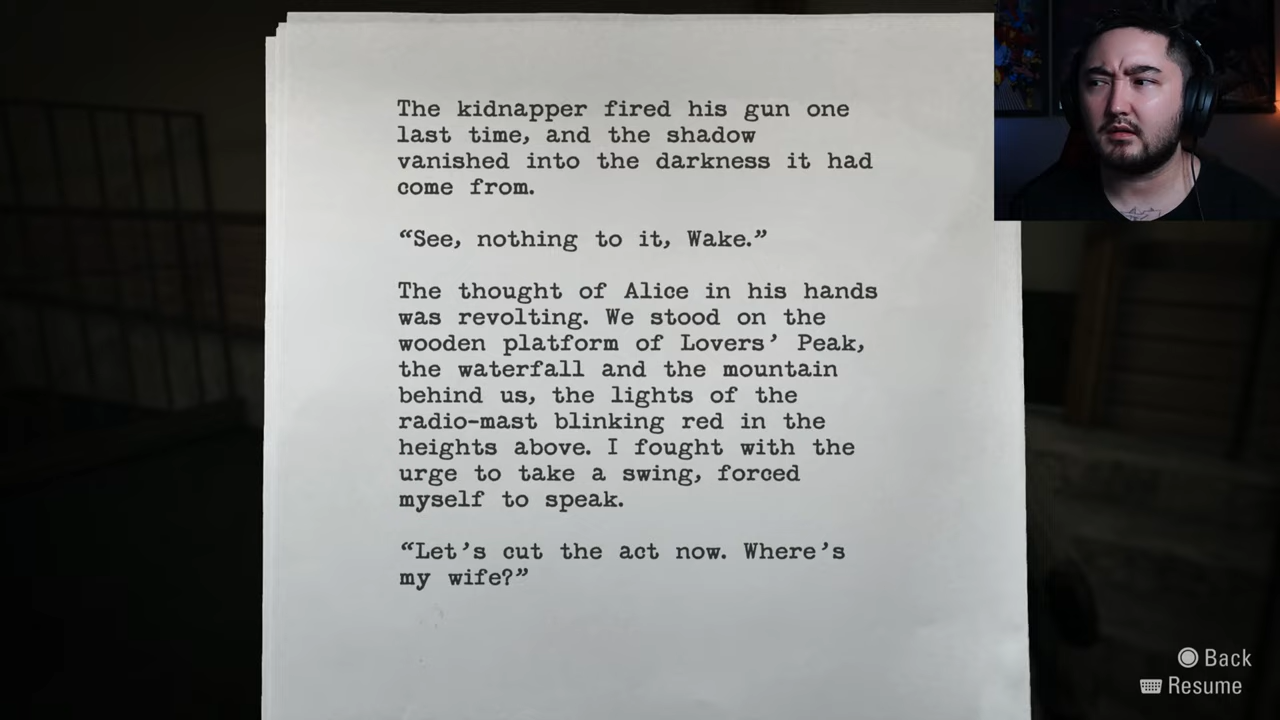 The kidnapper fired his gun one
last time, and the shadow
vanished into the darkness it had
come from.
“See, nothing to it, Wake.”
The thought of Alice in his hands
was revolting. We stood on the
wooden platform of Lovers’ Peak,
the waterfall and the mountain
behind us, the lights of the
radio-mast blinking red in the
heights above. I fought with the
urge to take a swing, forced
myself to speak.
“Let’s cut the act now. Where’s
my wife?”
Back
Resume